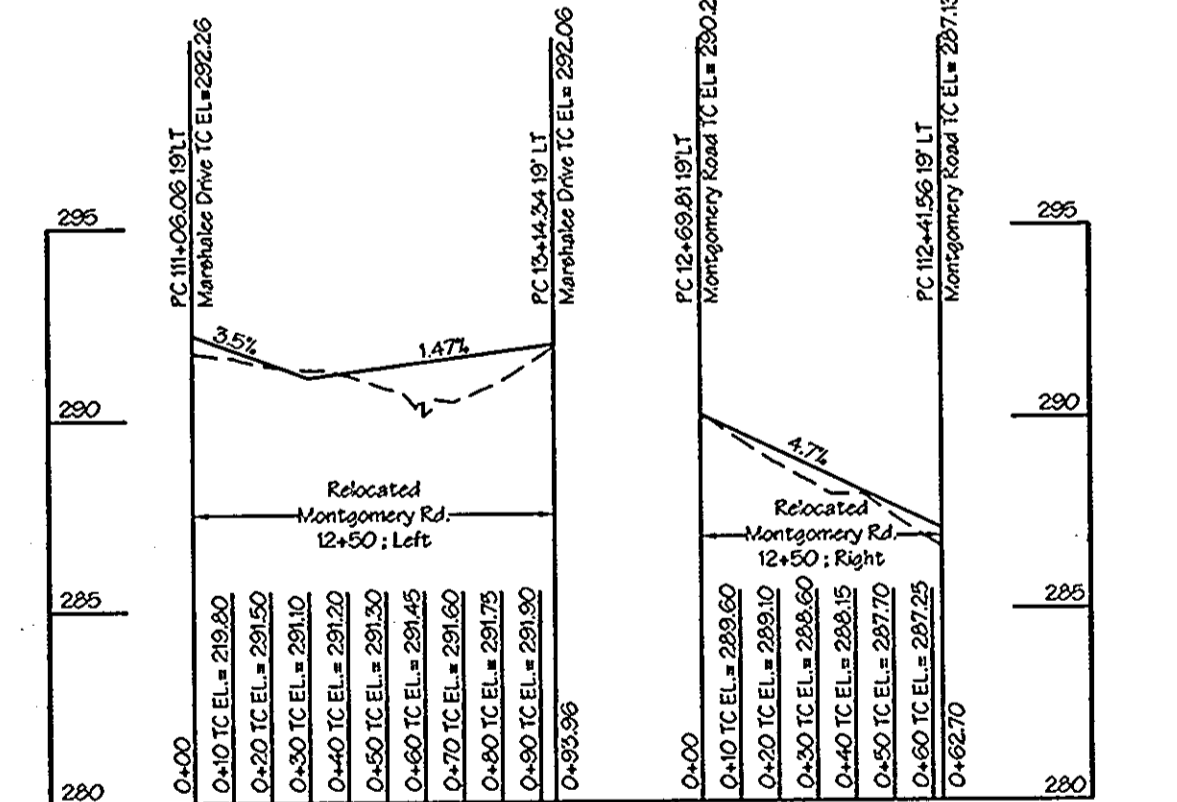 PC 111+06.06 19' LT
Marshalee Drive TC EL=292.26
PC 13+14.34 19' LT
Marshalee Drive TC EL= 292.06
PC 12+69.81 19' LT
Montgomery Road TC EL= 290.2
PC 112+41.56 19' LT
Montgomery Road TC EL= 287.13
295
295
3.5%
1.47%
290
290
4.7%
Relocated
Montgomery Rd.
12+50 ; Left
Relocated
Montgomery Rd.
12+50 ; Right
285
285
0+00
0+10 TC EL.= 219.80
0+20 TC EL.= 291.50
0+30 TC EL.= 291.10
0+40 TC EL.= 291.20
0+50 TC EL.= 291.30
0+60 TC EL.= 291.45
0+70 TC EL.= 291.60
0+80 TC EL.= 291.75
0+90 TC EL.= 291.90
0+93.96
0+00
0+10 TC EL.= 289.60
0+20 TC EL.= 289.10
0+30 TC EL.= 288.60
0+40 TC EL.= 288.15
0+50 TC EL.= 287.70
0+60 TC EL.= 287.25
0+62.70
280
280